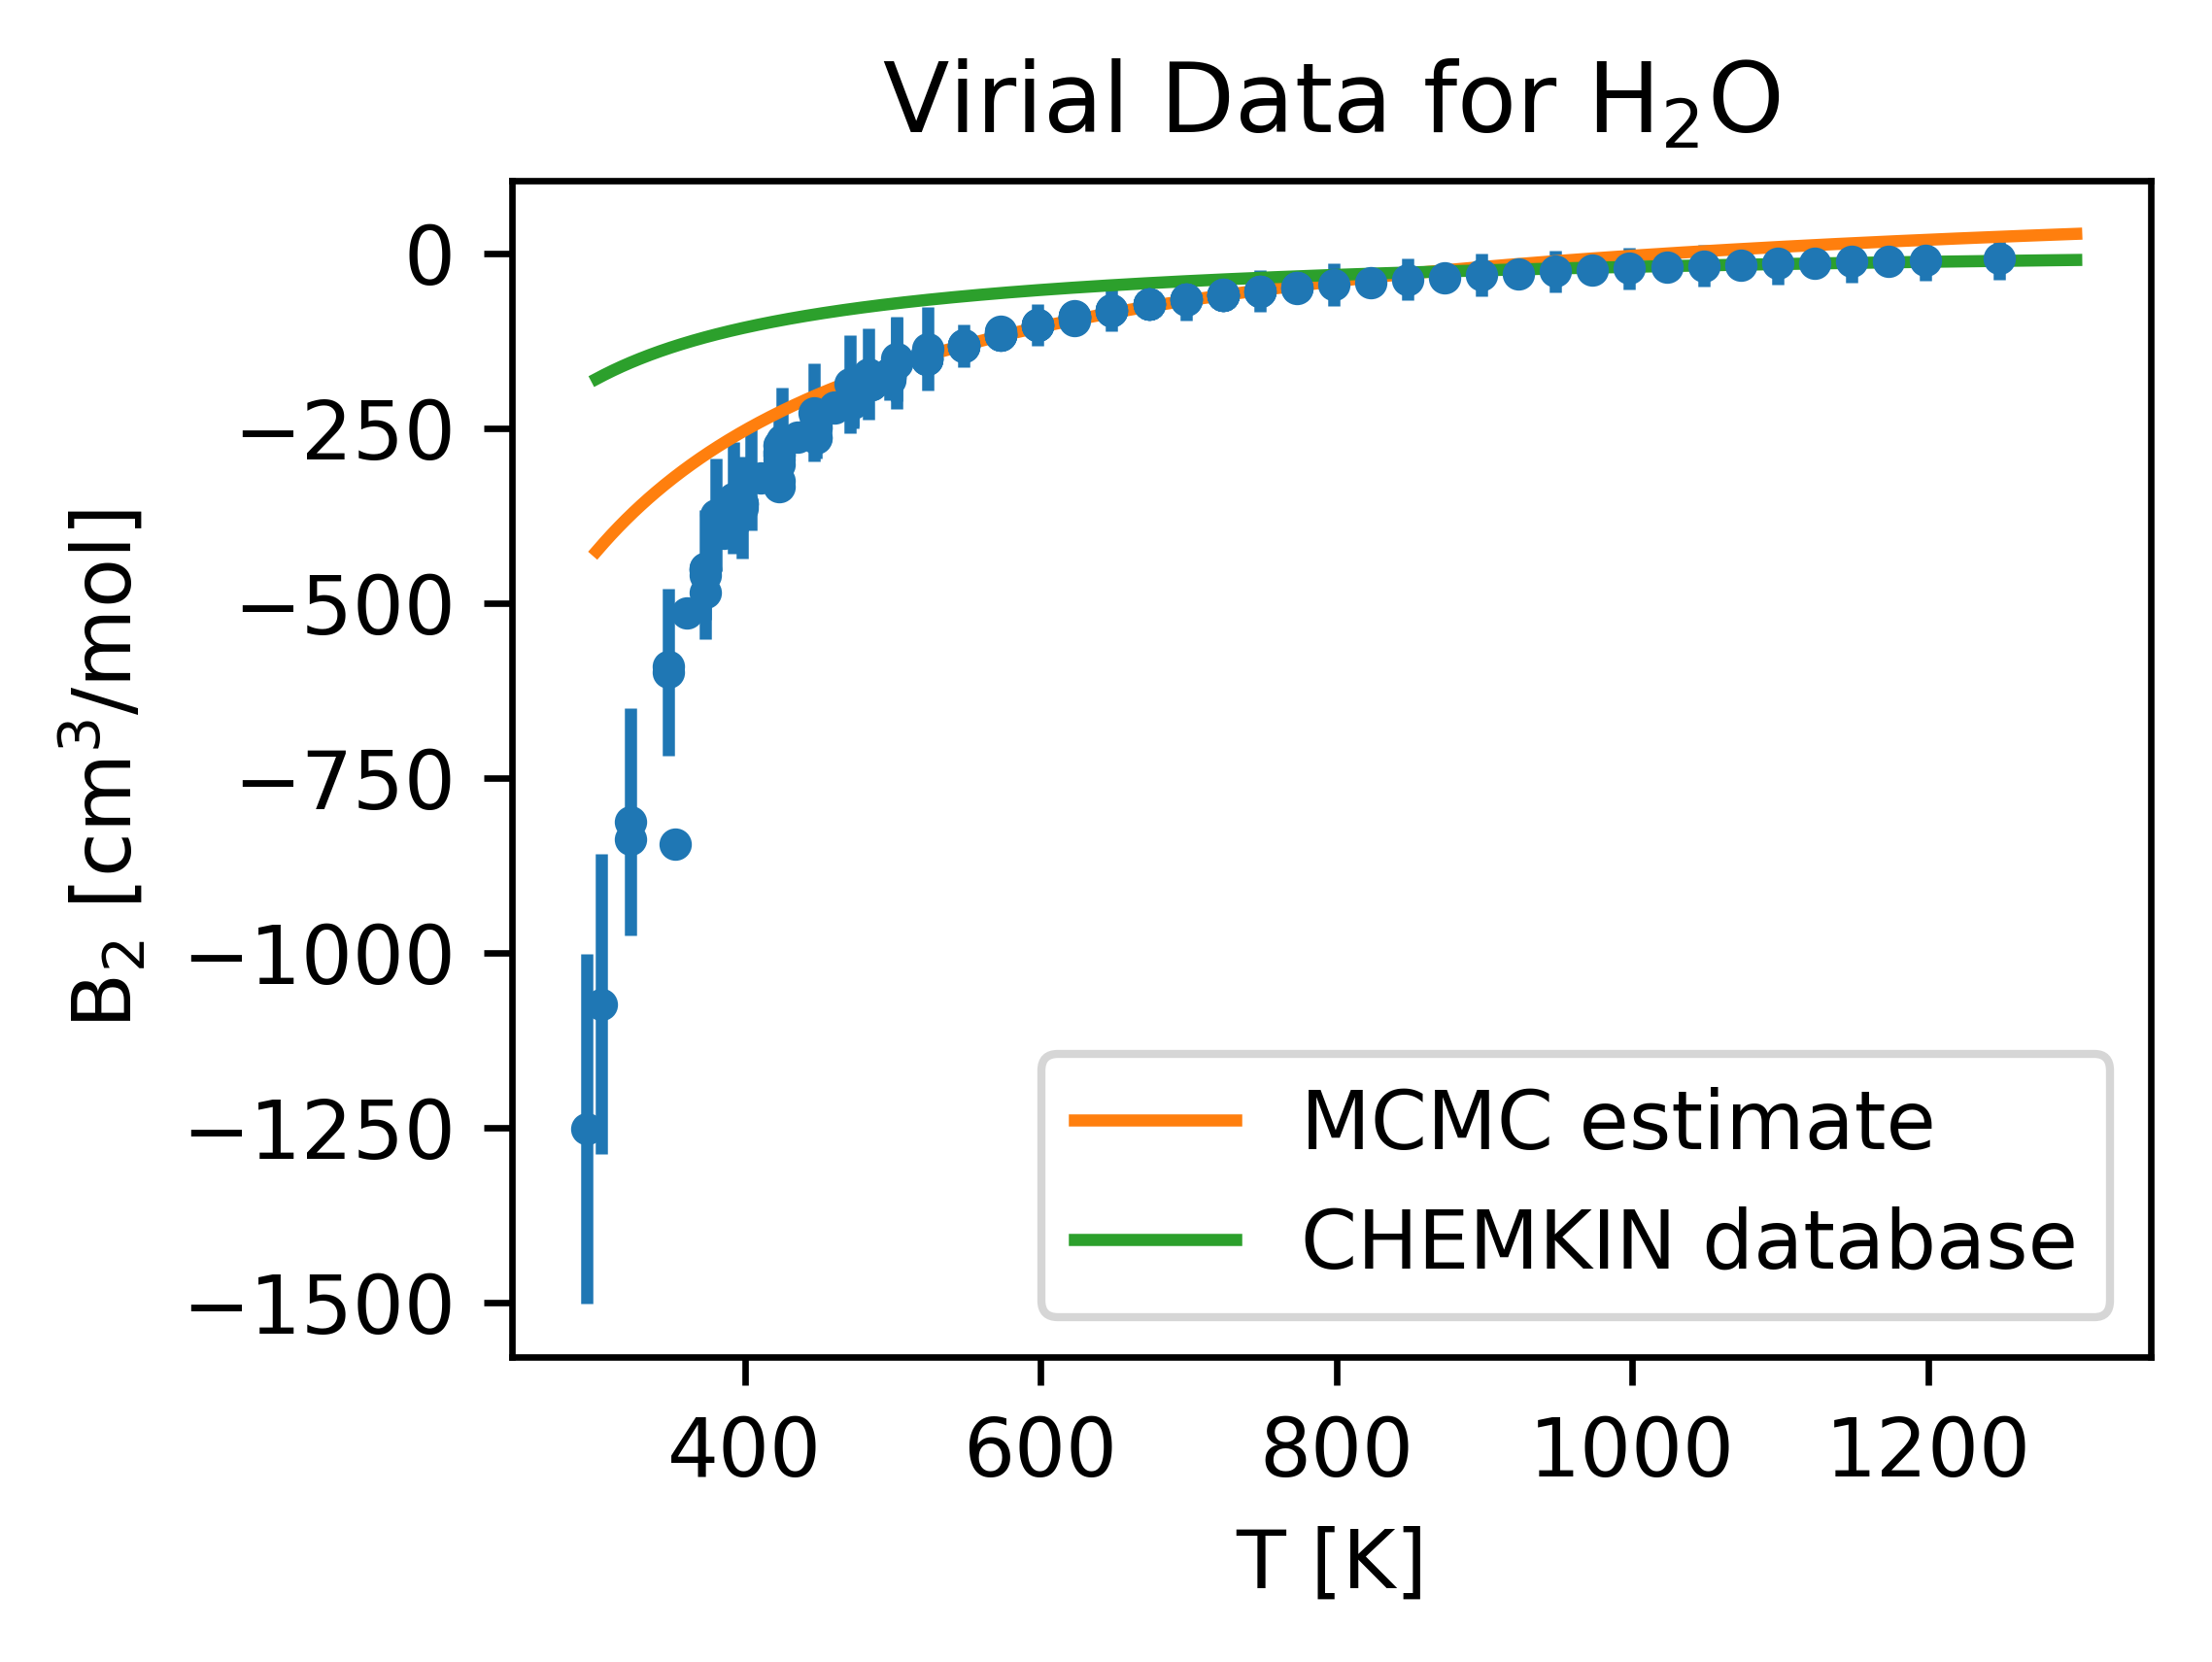 Virial Data for H₂O
B₂ [cm³/mol]
0
−250
−500
−750
−1000
−1250
−1500
MCMC estimate
CHEMKIN database
400 600 800 1000 1200
T [K]